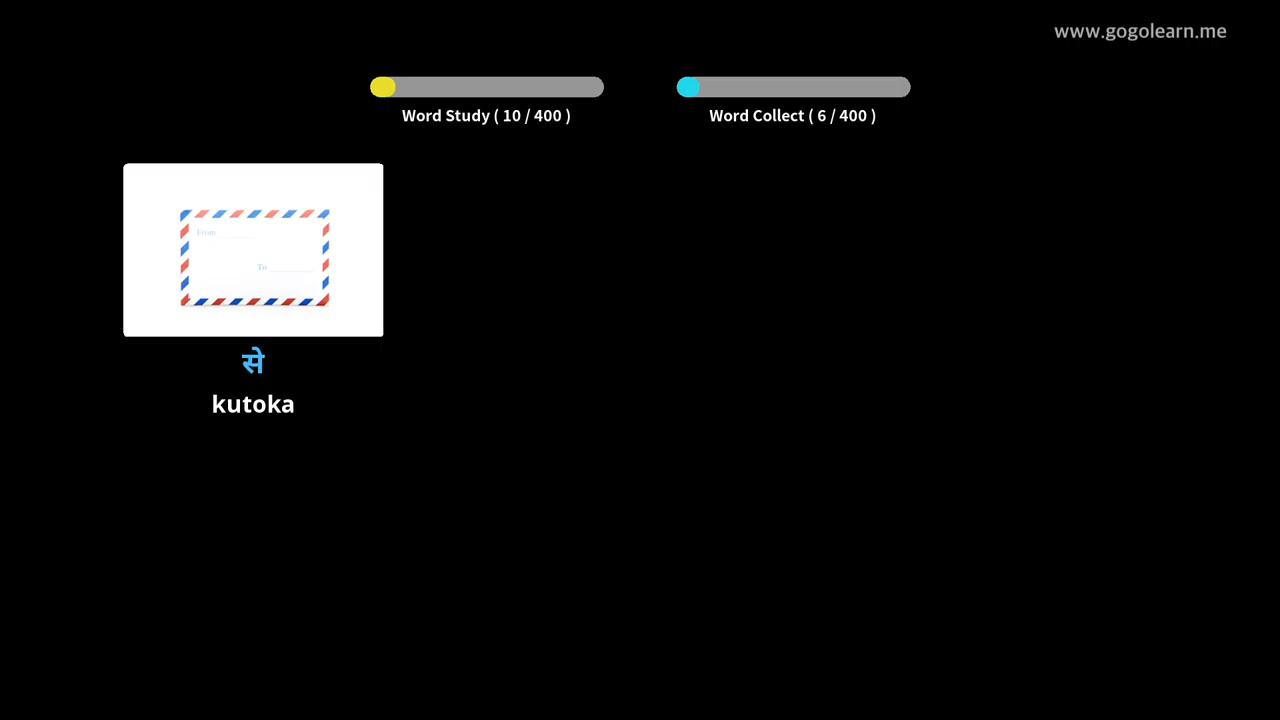 www.gogolearn.me
Word Study ( 10 / 400 )
Word Collect ( 6 / 400 )
From
To
से
kutoka